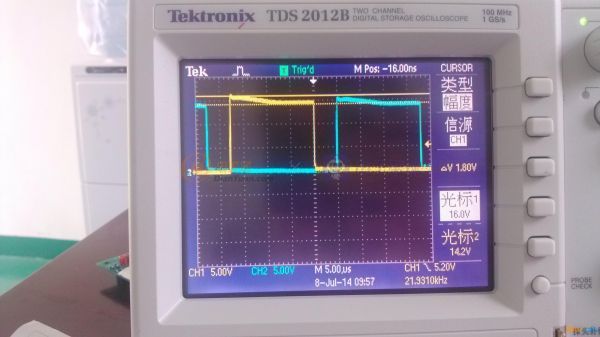 Tektronix TDS 2012B TWO CHANNEL DIGITAL STORAGE OSCILLOSCOPE 100 MHz 1 GS/s
Tek T Trig'd M Pos: -16.00ns CURSOR
类型
幅度
信源
CH1
△V 1.80V
光标1
16.0V
光标2
14.2V
CH1 5.00V CH2 5.00V M 5.00µs CH1 5.20V
8-Jul-14 09:57 21.9310kHz
PROBE CHECK